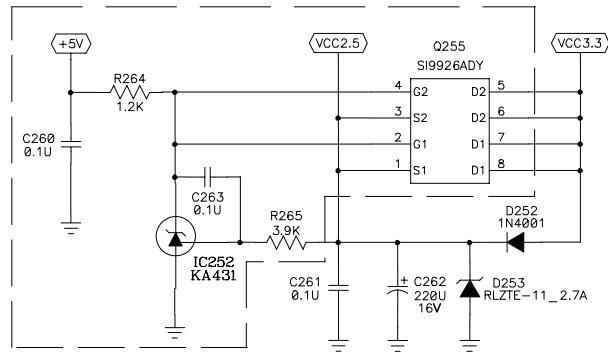 +5V
VCC2.5
Q255
SI9926ADY
VCC3.3
R264
1.2K
4 G2 D2 5
3 S2 D2 6
2 G1 D1 7
1 S1 D1 8
C260
0.1U
C263
0.1U
R265
3.9K
D252
1N4001
IC252
KA431
C261
0.1U
+
C262
220U
16V
D253
RLZTE-11_2.7A